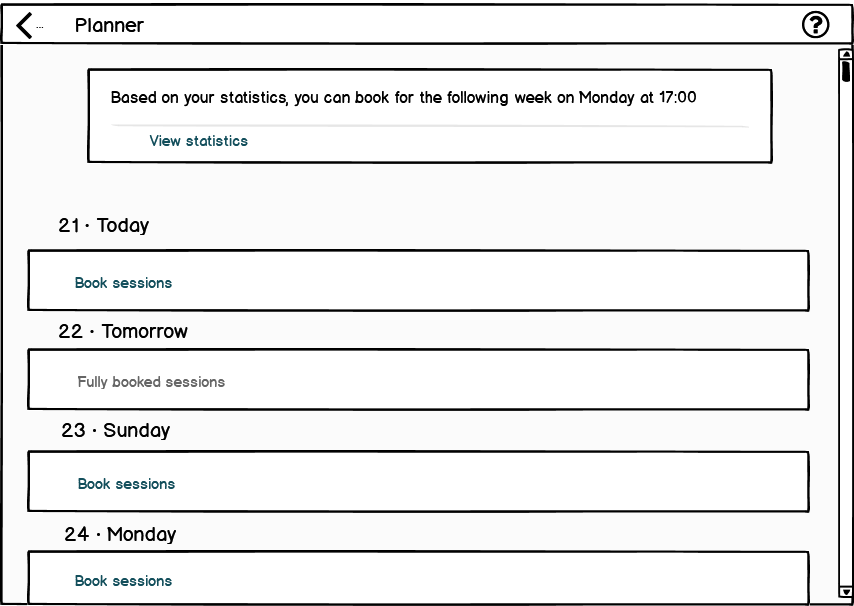 ... Planner ?
Based on your statistics, you can book for the following week on Monday at 17:00
View statistics
21 · Today
Book sessions
22 · Tomorrow
Fully booked sessions
23 · Sunday
Book sessions
24 · Monday
Book sessions